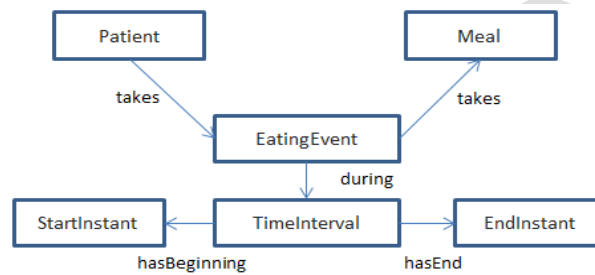 Patient
Meal
takes
takes
EatingEvent
during
StartInstant
TimeInterval
EndInstant
hasBeginning
hasEnd